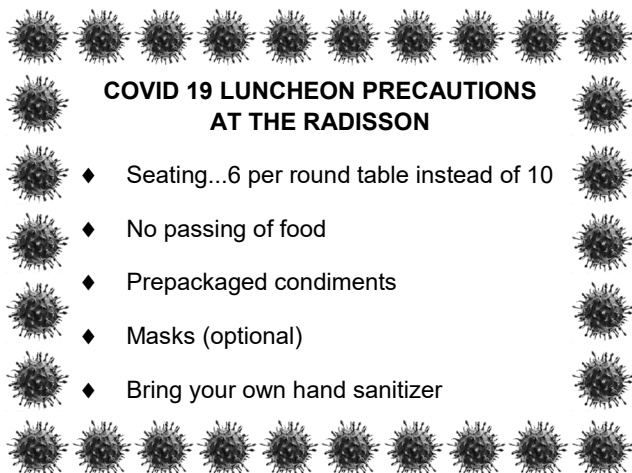 COVID 19 LUNCHEON PRECAUTIONS
AT THE RADISSON
♦ Seating...6 per round table instead of 10
♦ No passing of food
♦ Prepackaged condiments
♦ Masks (optional)
♦ Bring your own hand sanitizer